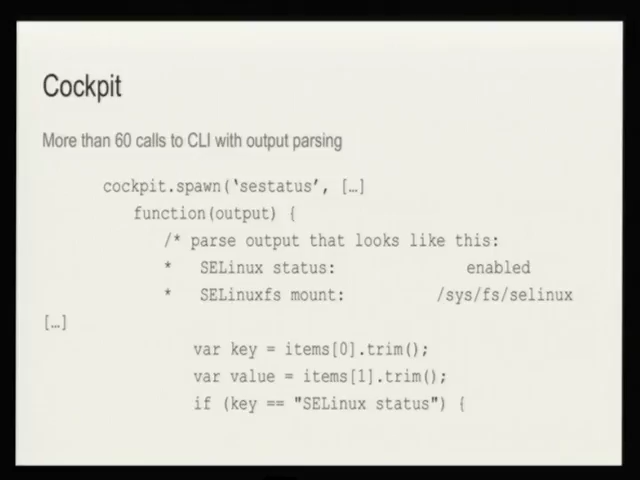 Cockpit
More than 60 calls to CLI with output parsing
cockpit.spawn('sestatus', […]
function(output) {
/* parse output that looks like this:
* SELinux status: enabled
* SELinuxfs mount: /sys/fs/selinux
[…]
var key = items[0].trim();
var value = items[1].trim();
if (key == "SELinux status") {